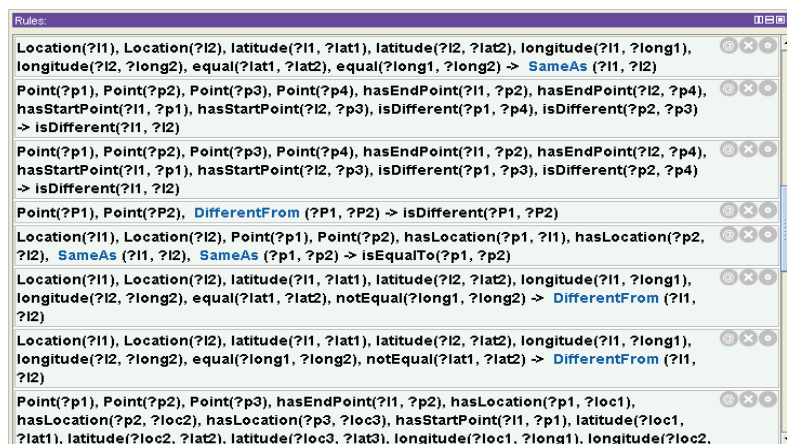 Rules:
Location(?l1), Location(?l2), latitude(?l1, ?lat1), latitude(?l2, ?lat2), longitude(?l1, ?long1),
longitude(?l2, ?long2), equal(?lat1, ?lat2), equal(?long1, ?long2) -> SameAs (?l1, ?l2)
Point(?p1), Point(?p2), Point(?p3), Point(?p4), hasEndPoint(?l1, ?p2), hasEndPoint(?l2, ?p4),
hasStartPoint(?l1, ?p1), hasStartPoint(?l2, ?p3), isDifferent(?p1, ?p4), isDifferent(?p2, ?p3)
-> isDifferent(?l1, ?l2)
Point(?p1), Point(?p2), Point(?p3), Point(?p4), hasEndPoint(?l1, ?p2), hasEndPoint(?l2, ?p4),
hasStartPoint(?l1, ?p1), hasStartPoint(?l2, ?p3), isDifferent(?p1, ?p3), isDifferent(?p2, ?p4)
-> isDifferent(?l1, ?l2)
Point(?P1), Point(?P2), DifferentFrom (?P1, ?P2) -> isDifferent(?P1, ?P2)
Location(?l1), Location(?l2), Point(?p1), Point(?p2), hasLocation(?p1, ?l1), hasLocation(?p2,
?l2), SameAs (?l1, ?l2), SameAs (?p1, ?p2) -> isEqualTo(?p1, ?p2)
Location(?l1), Location(?l2), latitude(?l1, ?lat1), latitude(?l2, ?lat2), longitude(?l1, ?long1),
longitude(?l2, ?long2), equal(?lat1, ?lat2), notEqual(?long1, ?long2) -> DifferentFrom (?l1,
?l2)
Location(?l1), Location(?l2), latitude(?l1, ?lat1), latitude(?l2, ?lat2), longitude(?l1, ?long1),
longitude(?l2, ?long2), equal(?long1, ?long2), notEqual(?lat1, ?lat2) -> DifferentFrom (?l1,
?l2)
Point(?p1), Point(?p2), Point(?p3), hasEndPoint(?l1, ?p2), hasLocation(?p1, ?loc1),
hasLocation(?p2, ?loc2), hasLocation(?p3, ?loc3), hasStartPoint(?l1, ?p1), latitude(?loc1,
?lat1), latitude(?loc2, ?lat2), latitude(?loc3, ?lat3), longitude(?loc1, ?long1), longitude(?loc2,